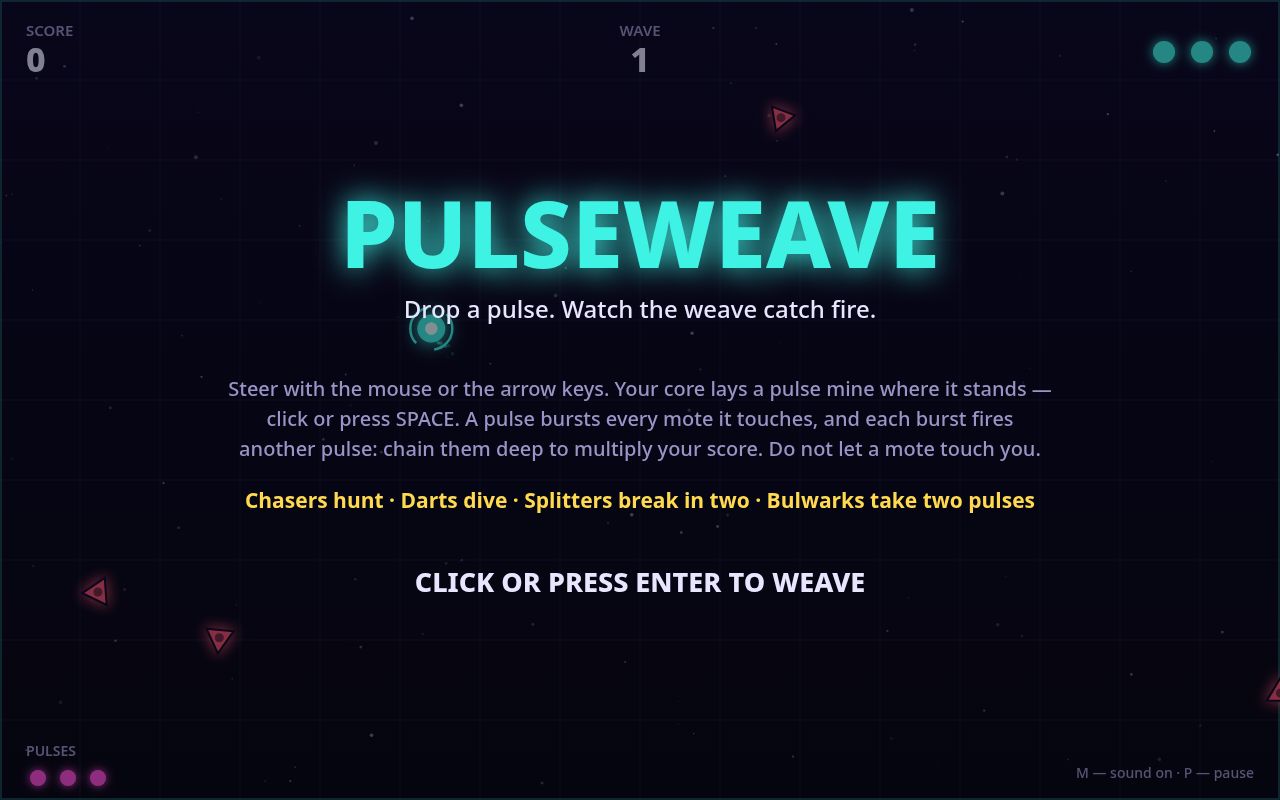 SCORE
0
WAVE
1
PULSEWEAVE
Drop a pulse. Watch the weave catch fire.
Steer with the mouse or the arrow keys. Your core lays a pulse mine where it stands —
click or press SPACE. A pulse bursts every mote it touches, and each burst fires
another pulse: chain them deep to multiply your score. Do not let a mote touch you.
Chasers hunt · Darts dive · Splitters break in two · Bulwarks take two pulses
CLICK OR PRESS ENTER TO WEAVE
PULSES
M — sound on · P — pause